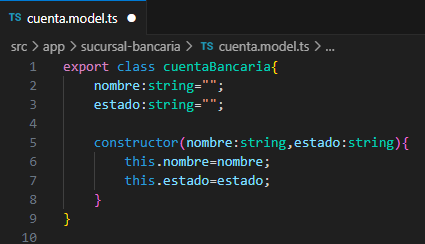 TS cuenta.model.ts ●
src > app > sucursal-bancaria > TS cuenta.model.ts > ...
1 export class cuentaBancaria{
2 nombre:string="";
3 estado:string="";
4
5 constructor(nombre:string,estado:string){
6 this.nombre=nombre;
7 this.estado=estado;
8 }
9 }
10